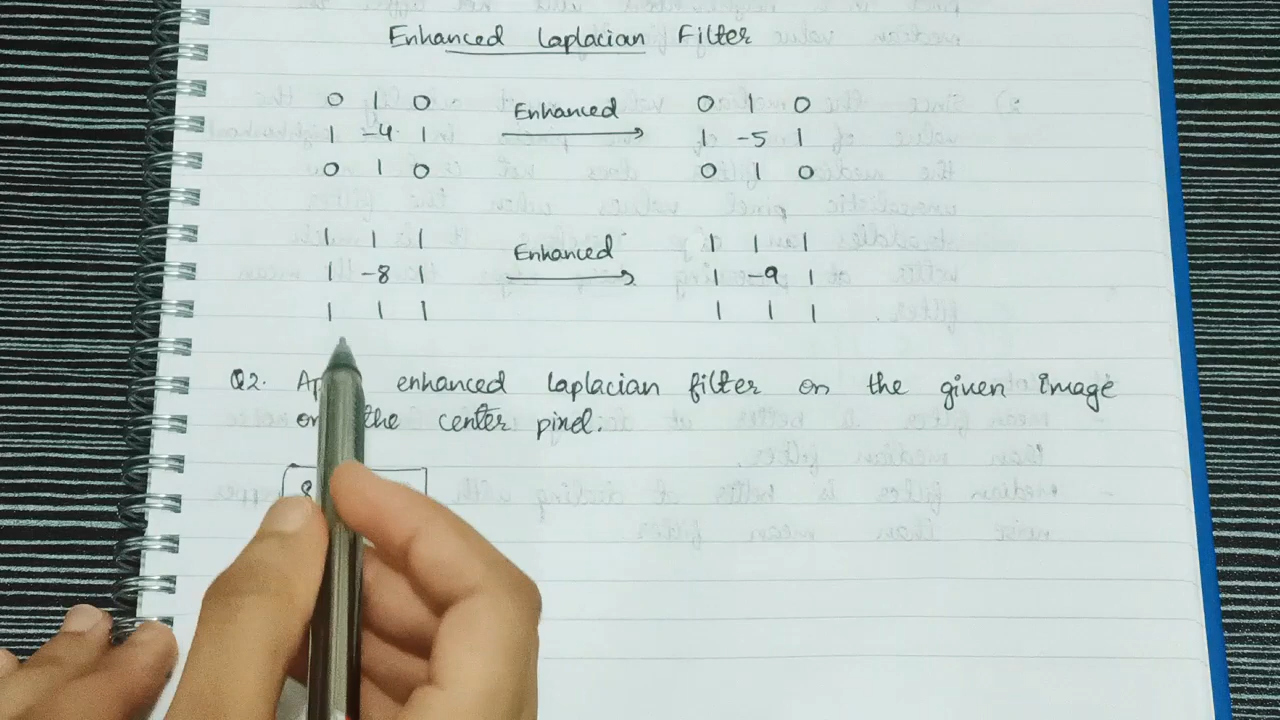 Enhanced Laplacian Filter
0 1 0 Enhanced 0 1 0
1 -4 1 → 1 -5 1
0 1 0 0 1 0
1 1 1 Enhanced 1 1 1
1 -8 1 → 1 -9 1
1 1 1 1 1 1
Q2. enhanced laplacian filter on the given image
on the center pixel.
8